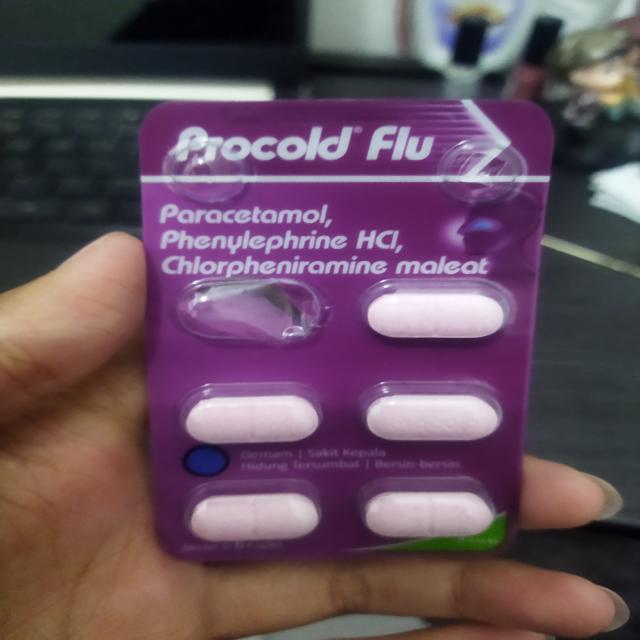 Procold® Flu
Paracetamol,
Phenylephrine HCl,
Chlorpheniramine maleat
Demam | Sakit Kepala
Hidung Tersumbat | Bersin-bersin